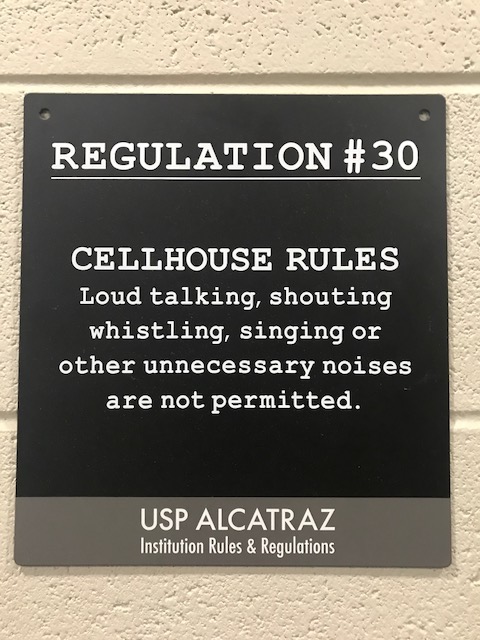 REGULATION #30
CELLHOUSE RULES
Loud talking, shouting
whistling, singing or
other unnecessary noises
are not permitted.
USP ALCATRAZ
Institution Rules & Regulations